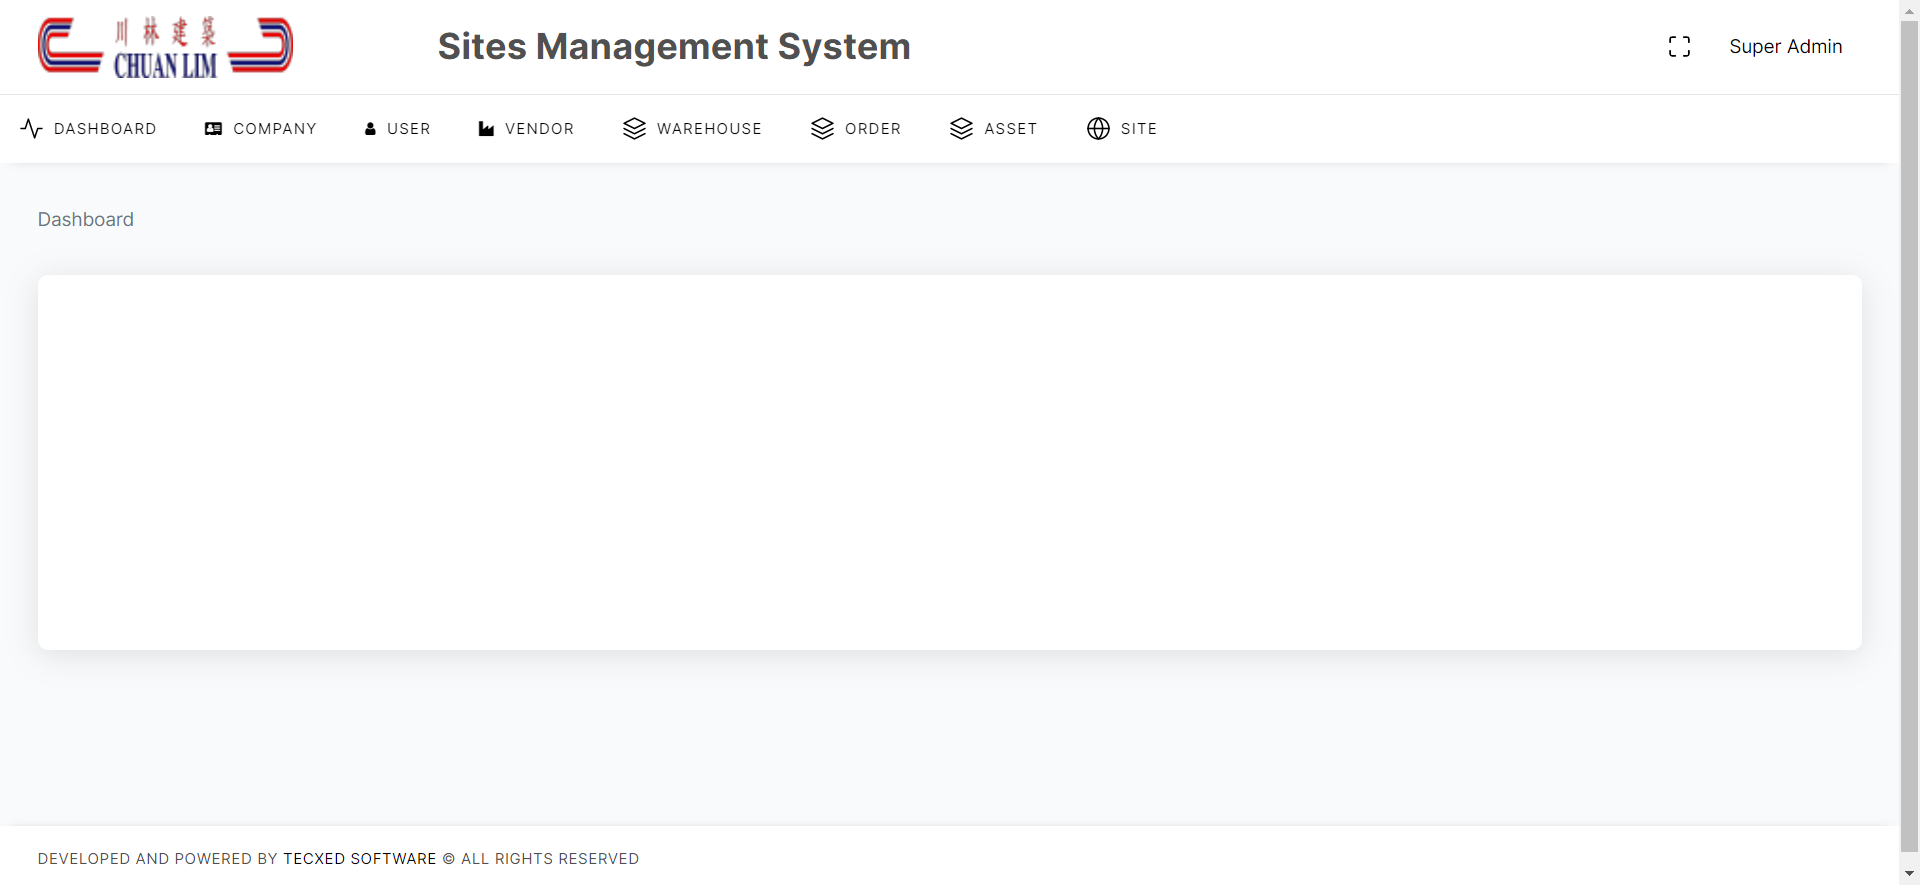 川林建築
CHUAN LIM
Sites Management System
Super Admin
DASHBOARD COMPANY USER VENDOR WAREHOUSE ORDER ASSET SITE
Dashboard
DEVELOPED AND POWERED BY TECXED SOFTWARE © ALL RIGHTS RESERVED